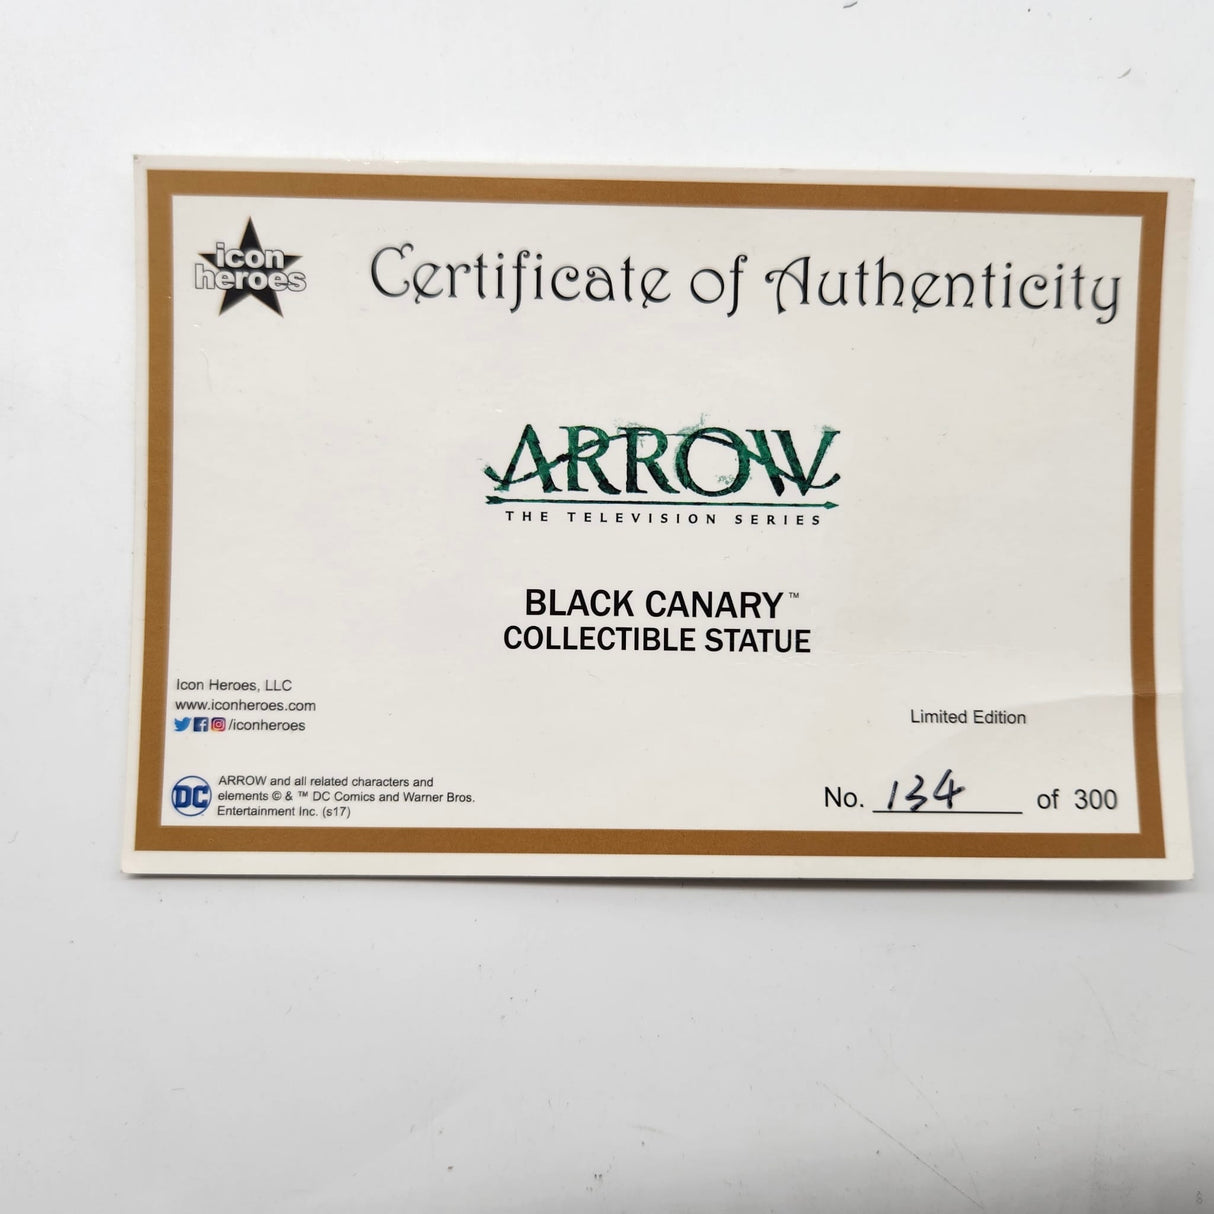 icon
heroes
Certificate of Authenticity
ARROW
THE TELEVISION SERIES
BLACK CANARY™
COLLECTIBLE STATUE
Icon Heroes, LLC
www.iconheroes.com
/iconheroes
Limited Edition
DC
ARROW and all related characters and
elements © & ™ DC Comics and Warner Bros.
Entertainment Inc. (s17)
No. 134 of 300